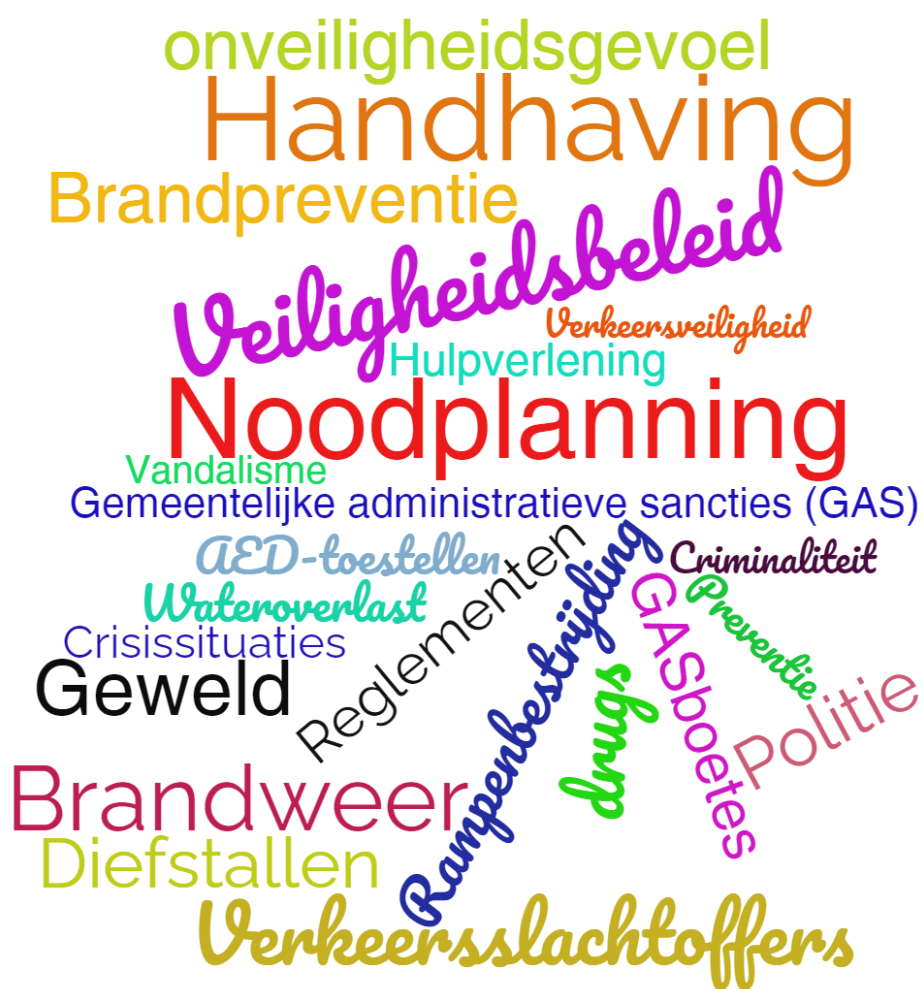 onveiligheidsgevoel
Handhaving
Brandpreventie
Veiligheidsbeleid
Verkeersveiligheid
Hulpverlening
Noodplanning
Vandalisme
Gemeentelijke administratieve sancties (GAS)
AED-toestellen
Reglementen
Rampenbestrijding
Criminaliteit
Wateroverlast
GASboetes
Preventie
Crisissituaties
Geweld
drugs
Politie
Brandweer
Diefstallen
Verkeersslachtoffers